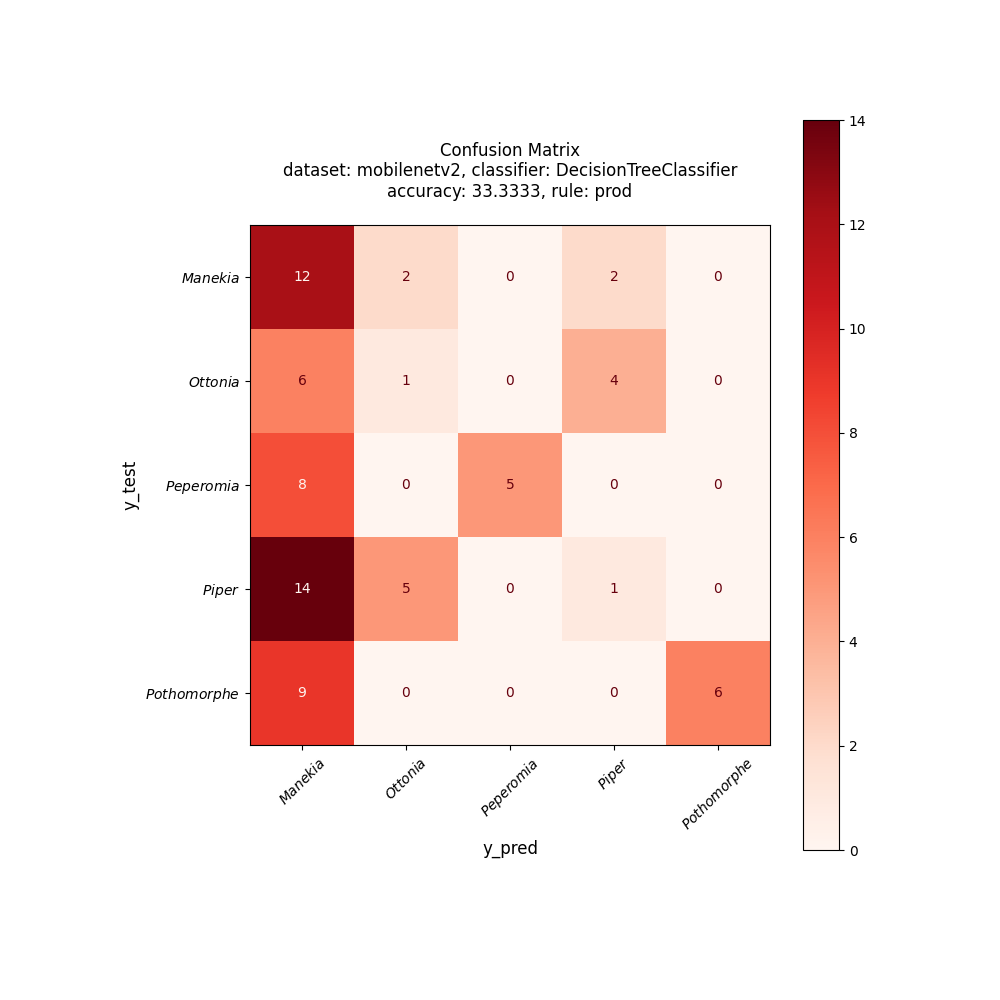 Confusion Matrix
dataset: mobilenetv2, classifier: DecisionTreeClassifier
accuracy: 33.3333, rule: prod
y_test
Manekia 12 2 0 2 0
Ottonia 6 1 0 4 0
Peperomia 8 0 5 0 0
Piper 14 5 0 1 0
Pothomorphe 9 0 0 0 6
Manekia Ottonia Peperomia Piper Pothomorphe
y_pred
14
12
10
8
6
4
2
0